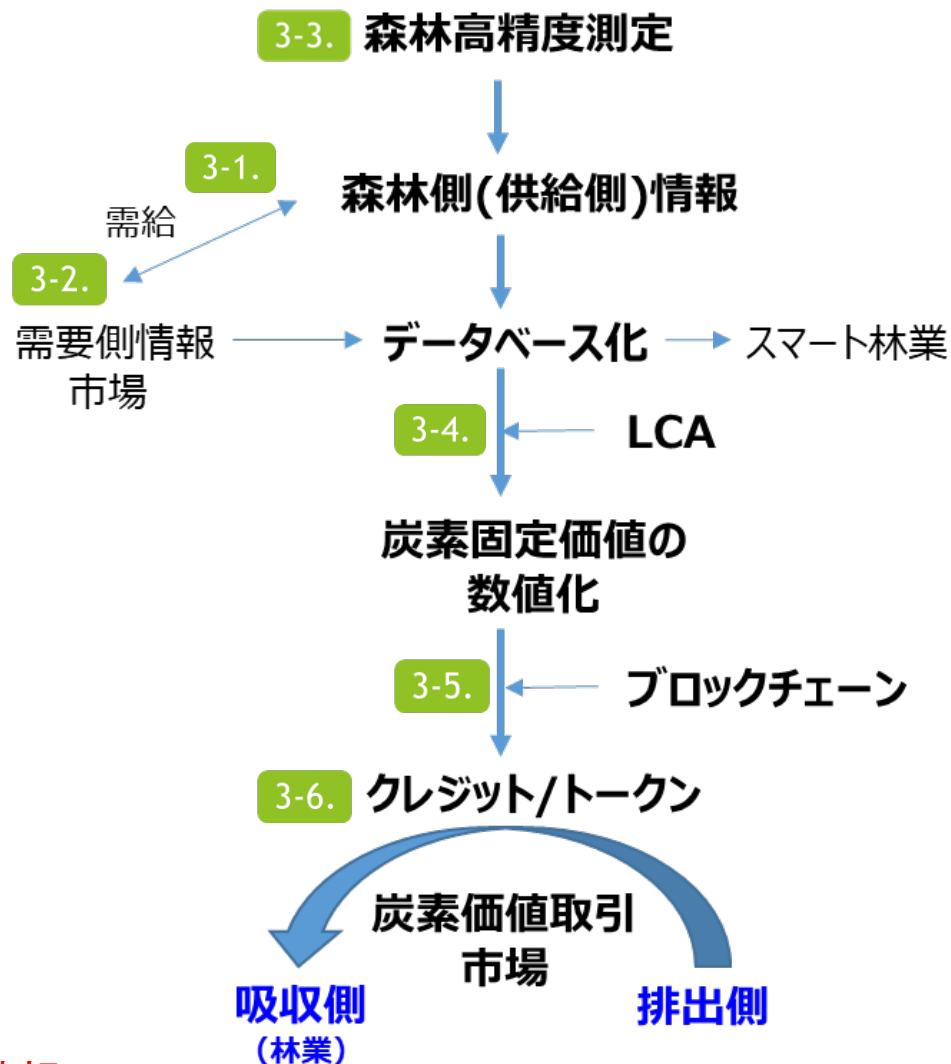 3-3. 森林高精度測定
3-1.
森林側(供給側)情報
需給
3-2.
需要側情報
市場
データベース化
スマート林業
3-4.
LCA
炭素固定価値の
数値化
3-5.
ブロックチェーン
3-6. クレジット/トークン
炭素価値取引
市場
吸収側
(林業)
排出側